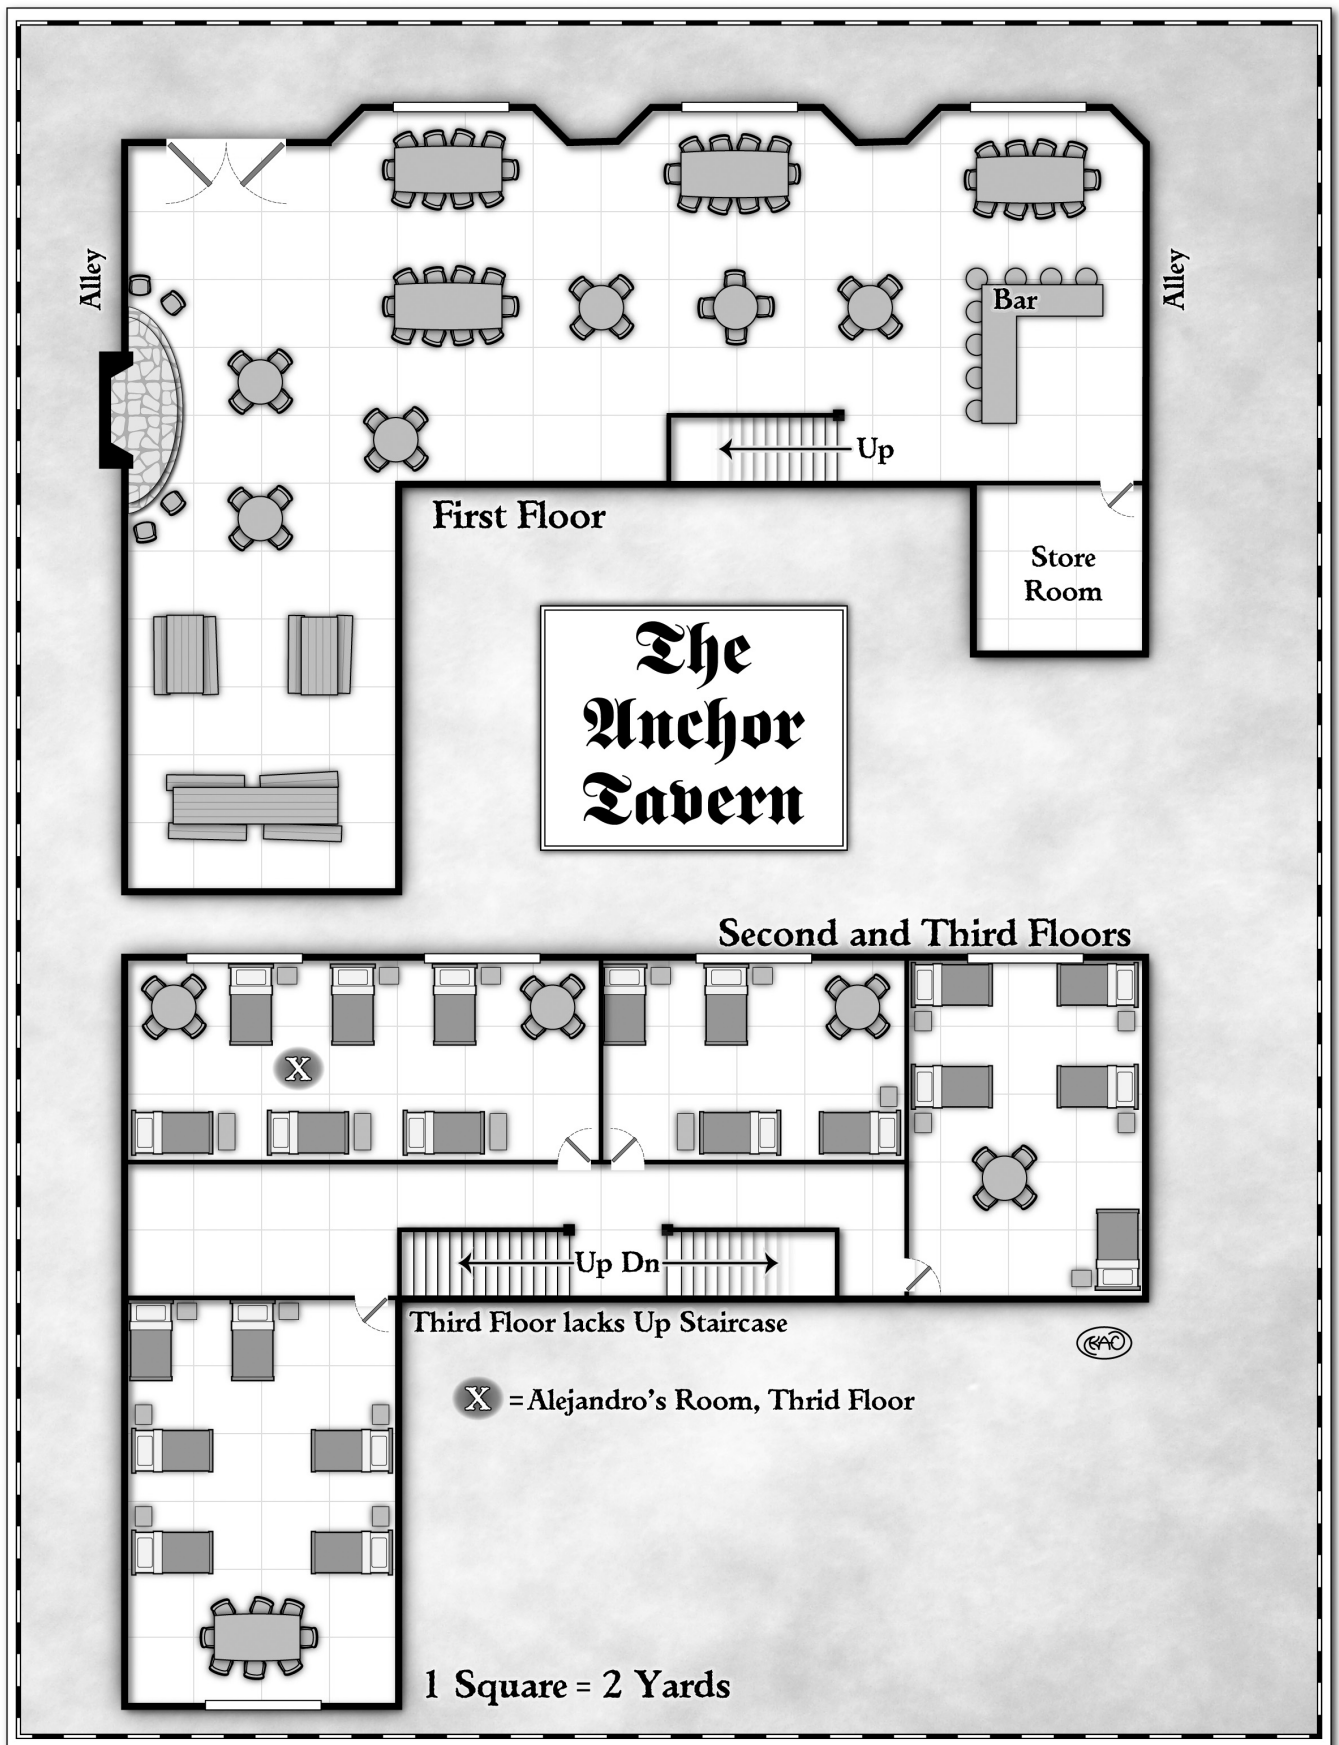 Alley
Alley
Bar
Up
First Floor
Store
Room
The
Anchor
Tavern
Second and Third Floors
X
Up Dn
Third Floor lacks Up Staircase
KAC
X = Alejandro's Room, Thrid Floor
1 Square = 2 Yards